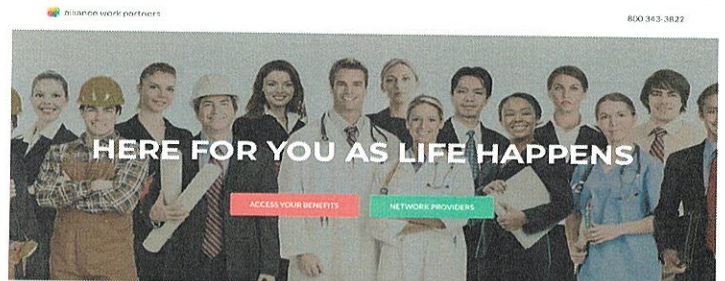 alliance work partners
800 343-3822
HERE FOR YOU AS LIFE HAPPENS
ACCESS YOUR BENEFITS
NETWORK PROVIDERS